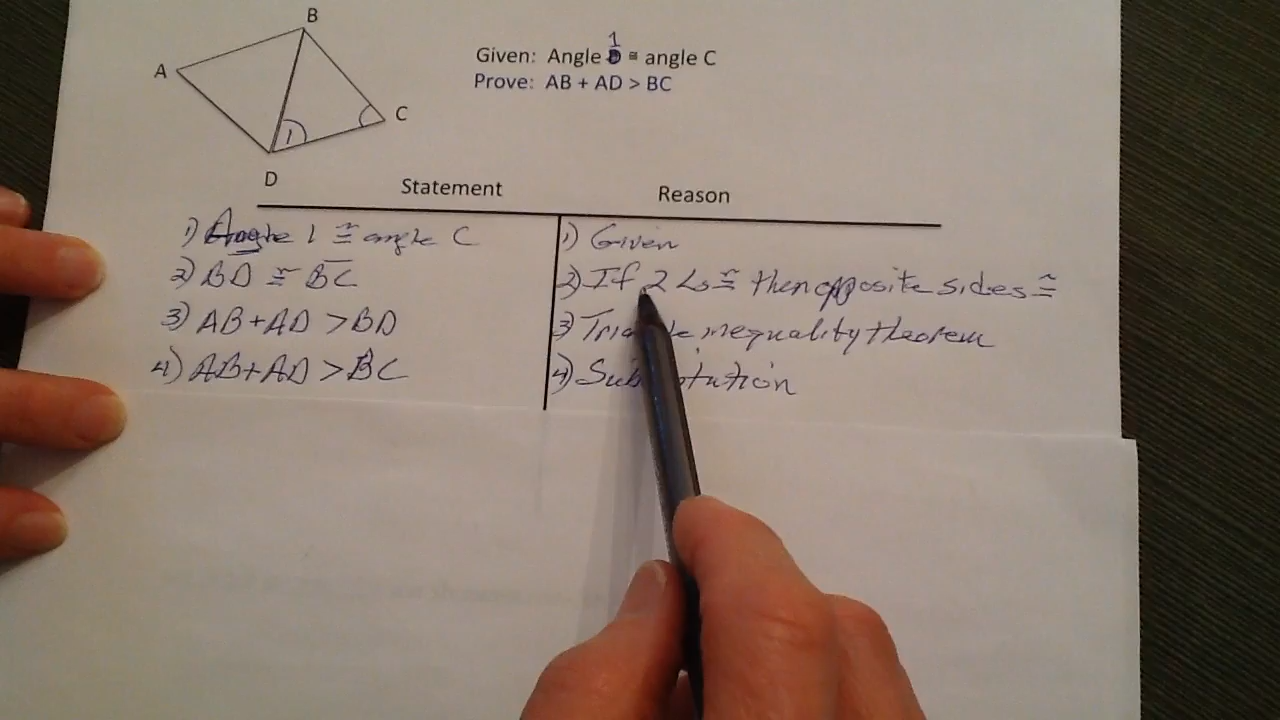 B
A
C
1
D
Given: Angle 1 ≅ angle C
Prove: AB + AD > BC
Statement Reason
1) Angle 1 ≅ angle C 1) Given
2) BD ≅ BC 2) If 2 ∠s ≅ then opposite sides ≅
3) AB+AD >BD 3) inequality theorem
4) AB+AD >BC 4)